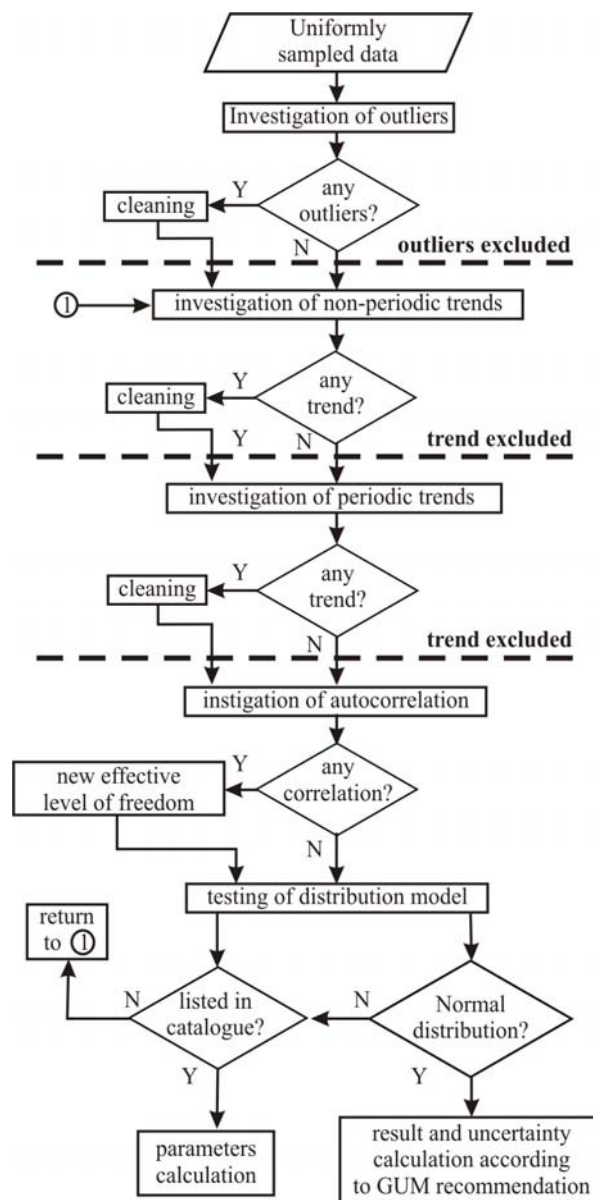 Uniformly
sampled data
Investigation of outliers
any
outliers?
Y
cleaning
N
outliers excluded
1
investigation of non-periodic trends
any
trend?
Y
cleaning
Y
N
trend excluded
investigation of periodic trends
any
trend?
Y
cleaning
N
trend excluded
instigation of autocorrelation
any
correlation?
Y
new effective
level of freedom
N
testing of distribution model
return
to 1
N
listed in
catalogue?
N
Normal
distribution?
Y
Y
parameters
calculation
result and uncertainty
calculation according
to GUM recommendation